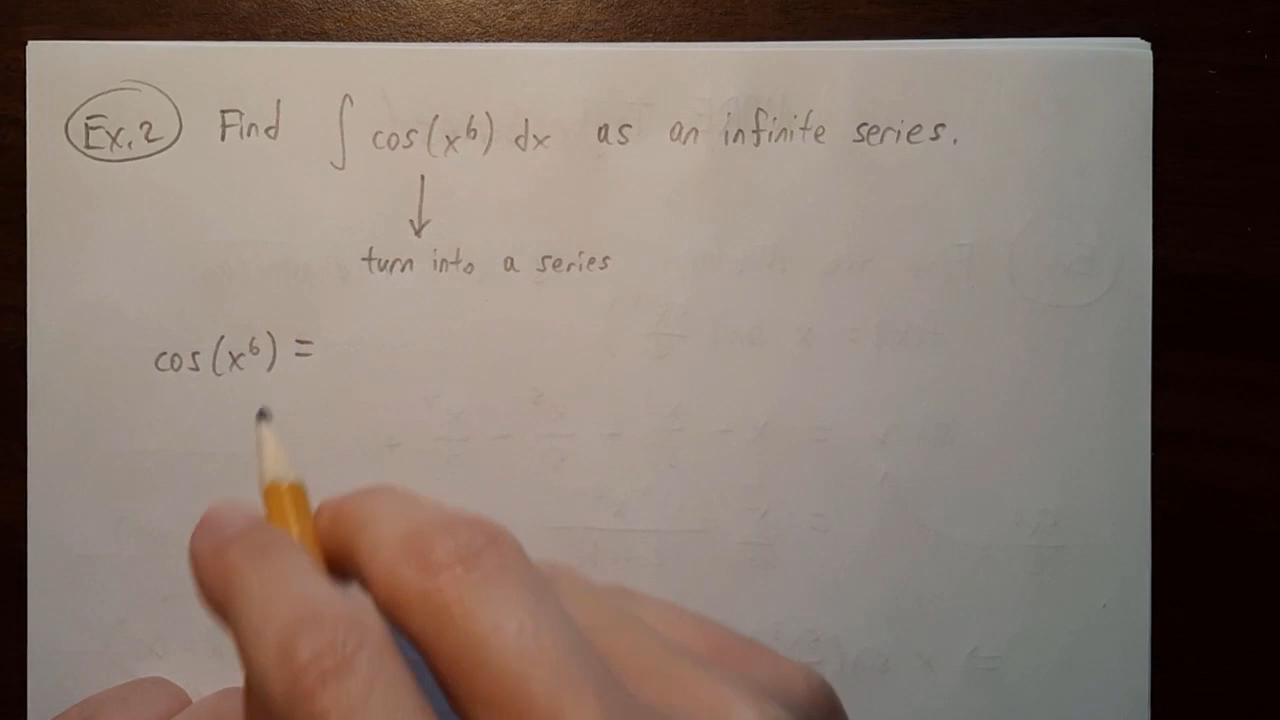 Ex. 2 Find ∫ cos(x⁶) dx as an infinite series.
↓
turn into a series
cos(x⁶) =